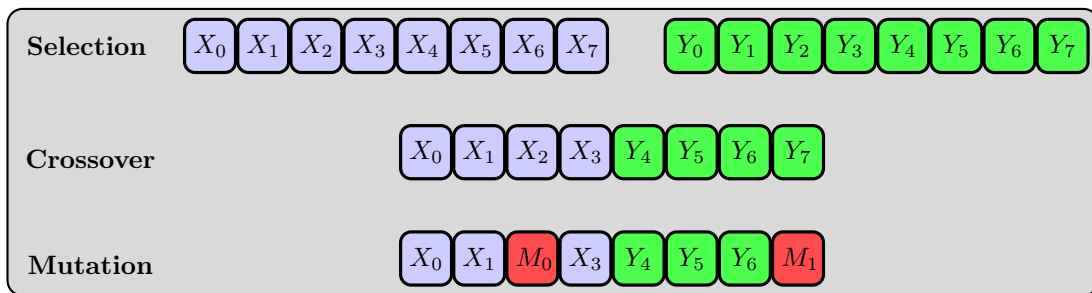 Selection X₀ X₁ X₂ X₃ X₄ X₅ X₆ X₇ Y₀ Y₁ Y₂ Y₃ Y₄ Y₅ Y₆ Y₇
Crossover X₀ X₁ X₂ X₃ Y₄ Y₅ Y₆ Y₇
Mutation X₀ X₁ M₀ X₃ Y₄ Y₅ Y₆ M₁